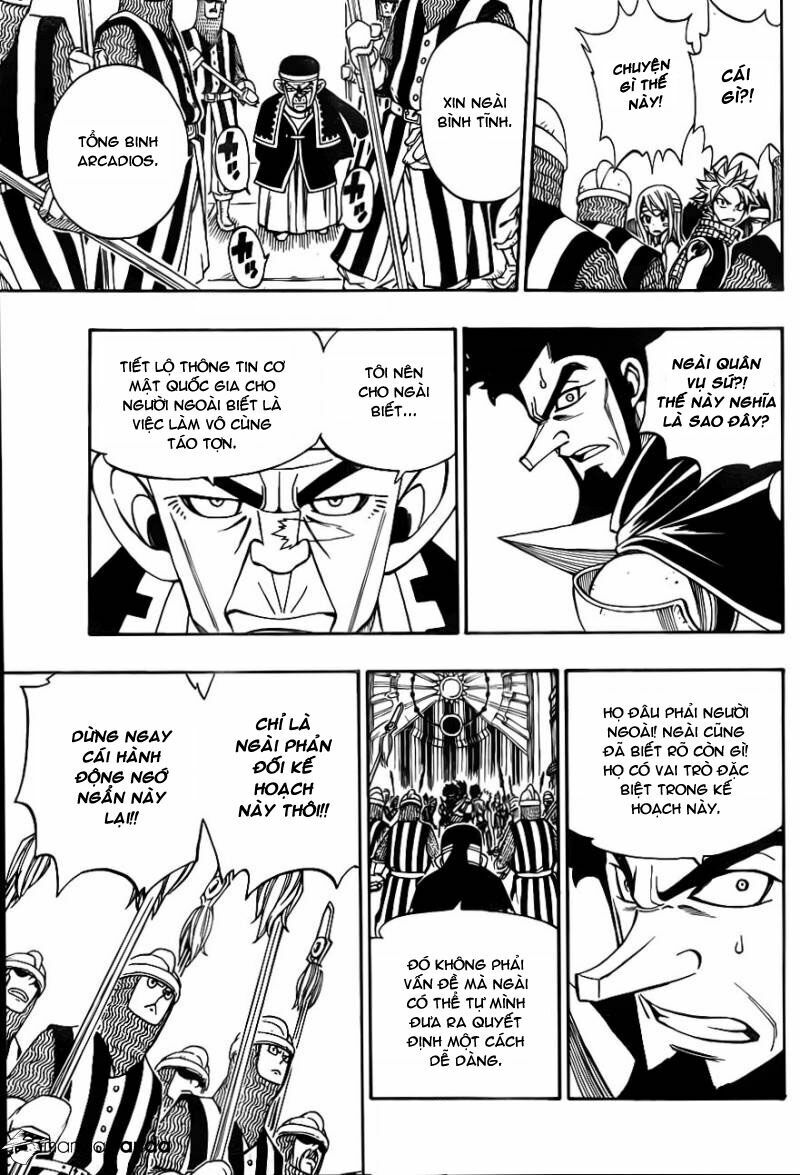 CÁI
GÌ?!
CHUYỆN
GÌ THẾ
NÀY!
XIN NGÀI
BÌNH TĨNH.
TỔNG BINH
ARCADIOS.
NGÀI QUÂN
VỤ SỨ?!
THẾ NÀY NGHĨA
LÀ SAO ĐÂY?
TÔI NÊN
CHO NGÀI
BIẾT...
TIẾT LỘ THÔNG TIN CƠ
MẬT QUỐC GIA CHO
NGƯỜI NGOÀI BIẾT LÀ
VIỆC LÀM VÔ CÙNG
TÁO TỢN.
HỌ ĐÂU PHẢI NGƯỜI
NGOÀI! NGÀI CŨNG
ĐÃ BIẾT RÕ CÒN GÌ!
HỌ CÓ VAI TRÒ ĐẶC
BIỆT TRONG KẾ
HOẠCH NÀY.
ĐÓ KHÔNG PHẢI
VẤN ĐỀ MÀ NGÀI
CÓ THỂ TỰ MÌNH
ĐƯA RA QUYẾT
ĐỊNH MỘT CÁCH
DỄ DÀNG.
CHỈ LÀ
NGÀI PHẢN
ĐỐI KẾ
HOẠCH
NÀY THÔI!!
DỪNG NGAY
CÁI HÀNH
ĐỘNG NGỚ
NGẨN NÀY
LẠI!!